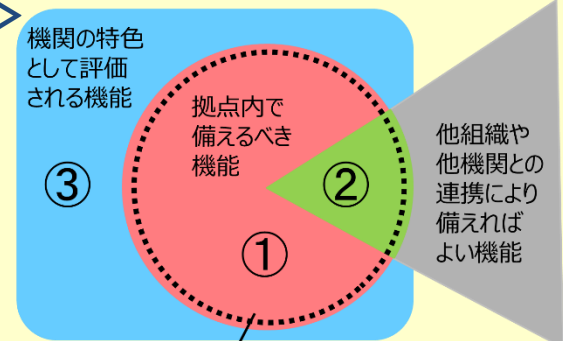 機関の特色
として評価
される機能
拠点内で
備えるべき
機能
③
②
①
他組織や
他機関との
連携により
備えれば
よい機能